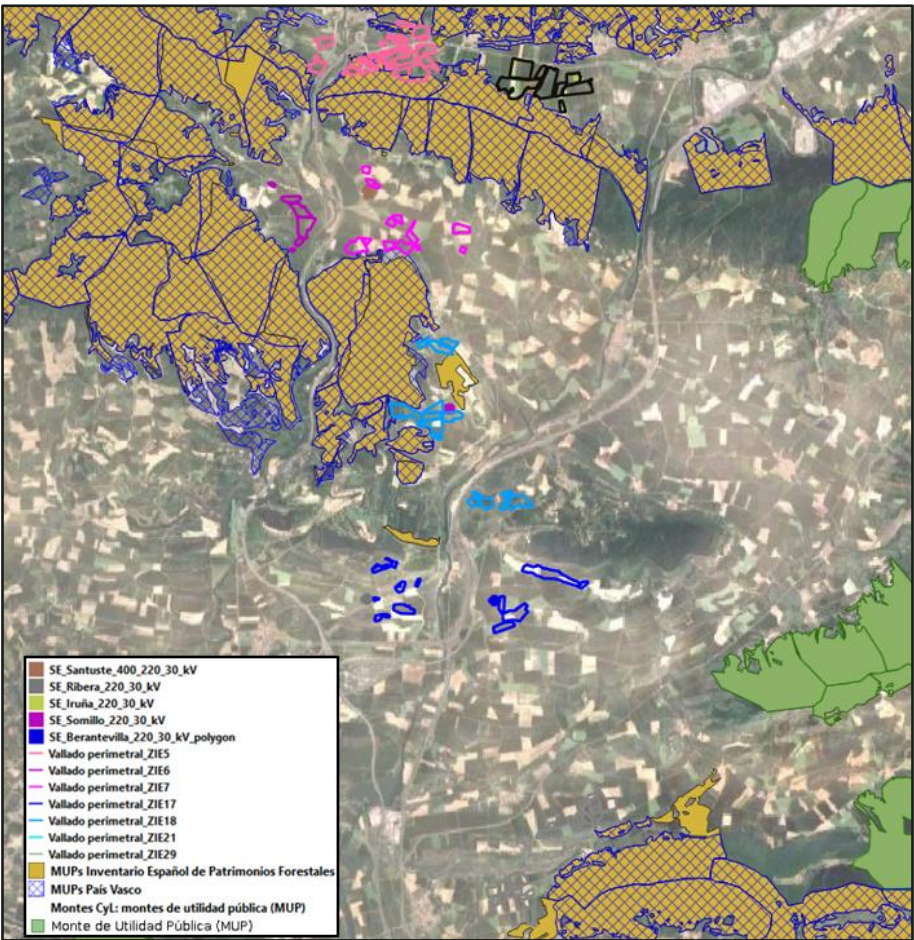 SE_Santuste_400_220_30_kV
SE_Ribera_220_30_kV
SE_Iruña_220_30_kV
SE_Somillo_220_30_kV
SE_Berantevilla_220_30_kV_polygon
Vallado perimetral_ZIE5
Vallado perimetral_ZIE6
Vallado perimetral_ZIE7
Vallado perimetral_ZIE17
Vallado perimetral_ZIE18
Vallado perimetral_ZIE21
Vallado perimetral_ZIE29
MUPs Inventario Español de Patrimonios Forestales
MUPs País Vasco
Montes CyL: montes de utilidad pública (MUP)
Monte de Utilidad Pública (MUP)